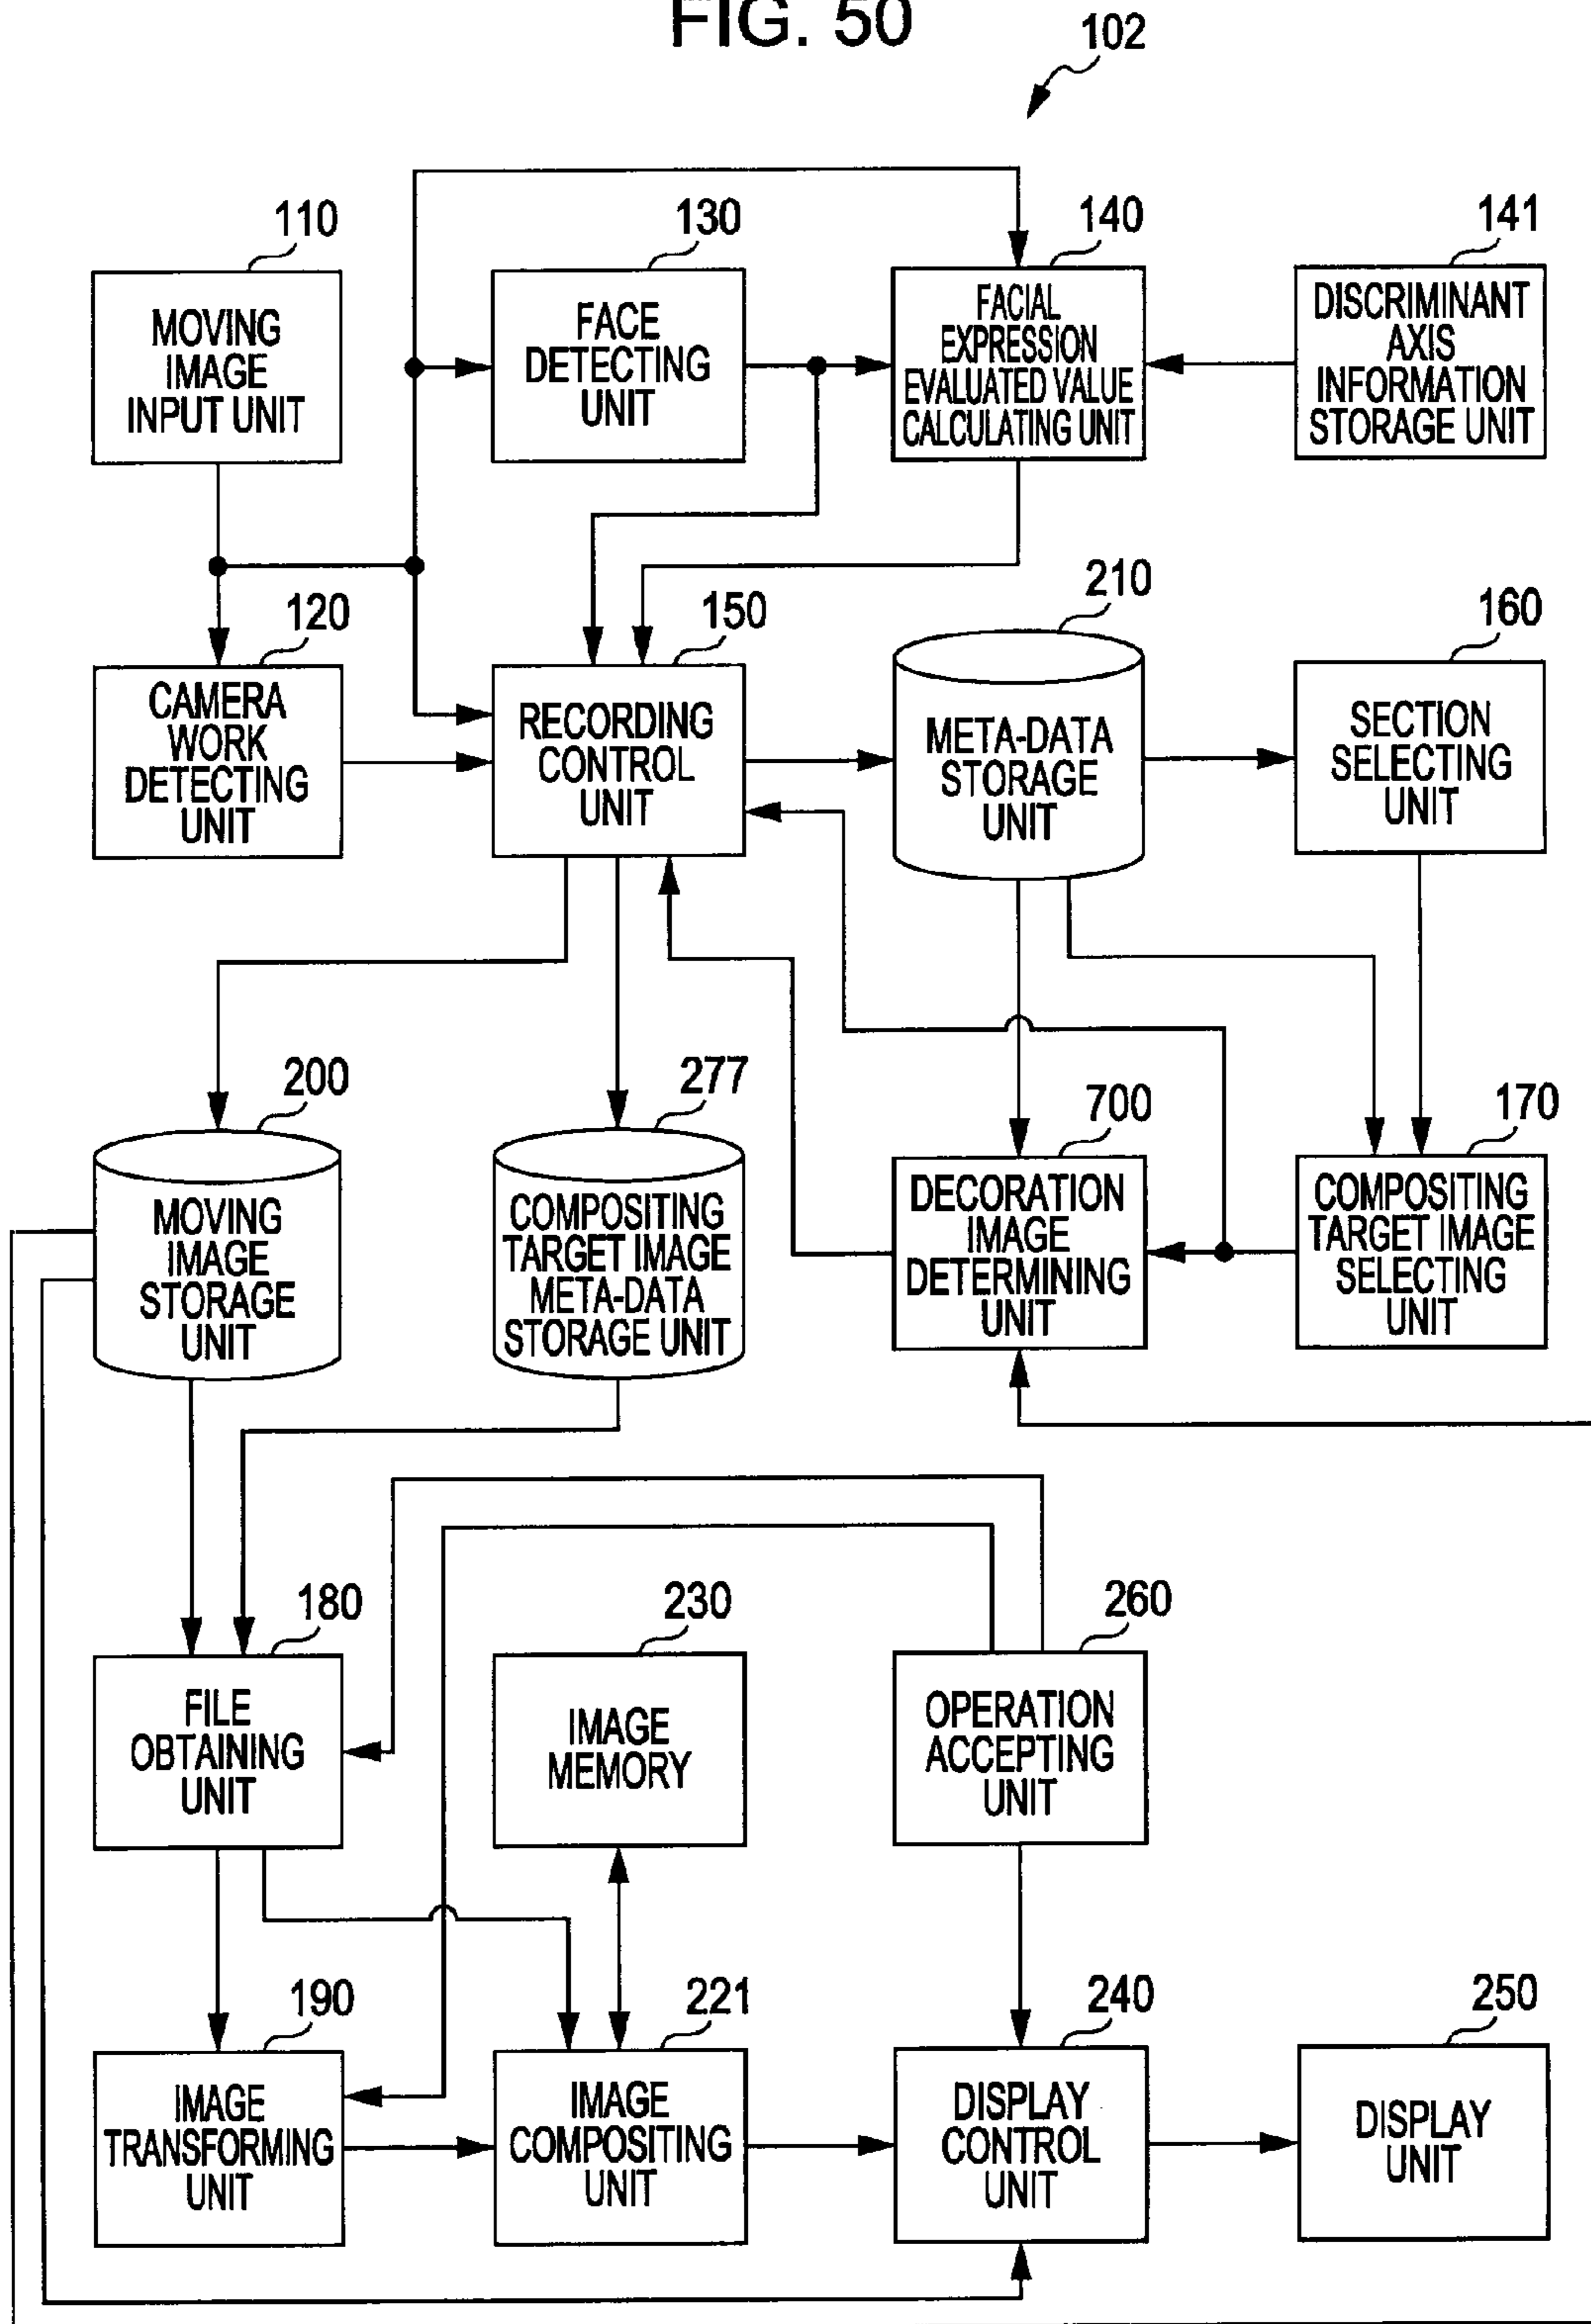 FIG. 50
102
110
MOVING
IMAGE
INPUT UNIT
130
FACE
DETECTING
UNIT
140
FACIAL
EXPRESSION
EVALUATED VALUE
CALCULATING UNIT
141
DISCRIMINANT
AXIS
INFORMATION
STORAGE UNIT
120
CAMERA
WORK
DETECTING
UNIT
150
RECORDING
CONTROL
UNIT
210
META-DATA
STORAGE
UNIT
160
SECTION
SELECTING
UNIT
200
MOVING
IMAGE
STORAGE
UNIT
277
COMPOSITING
TARGET IMAGE
META-DATA
STORAGE UNIT
700
DECORATION
IMAGE
DETERMINING
UNIT
170
COMPOSITING
TARGET IMAGE
SELECTING
UNIT
180
FILE
OBTAINING
UNIT
230
IMAGE
MEMORY
260
OPERATION
ACCEPTING
UNIT
190
IMAGE
TRANSFORMING
UNIT
221
IMAGE
COMPOSITING
UNIT
240
DISPLAY
CONTROL
UNIT
250
DISPLAY
UNIT